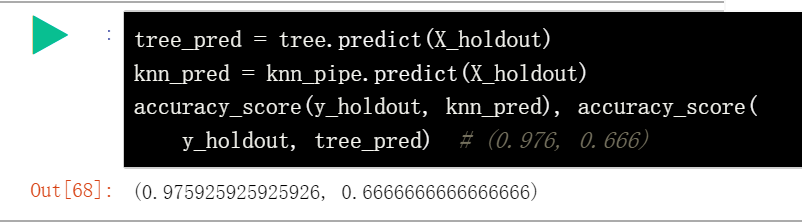 :
tree_pred = tree.predict(X_holdout)
knn_pred = knn_pipe.predict(X_holdout)
accuracy_score(y_holdout, knn_pred), accuracy_score(
    y_holdout, tree_pred)  # (0.976, 0.666)
Out[68]: (0.975925925925926, 0.6666666666666666)